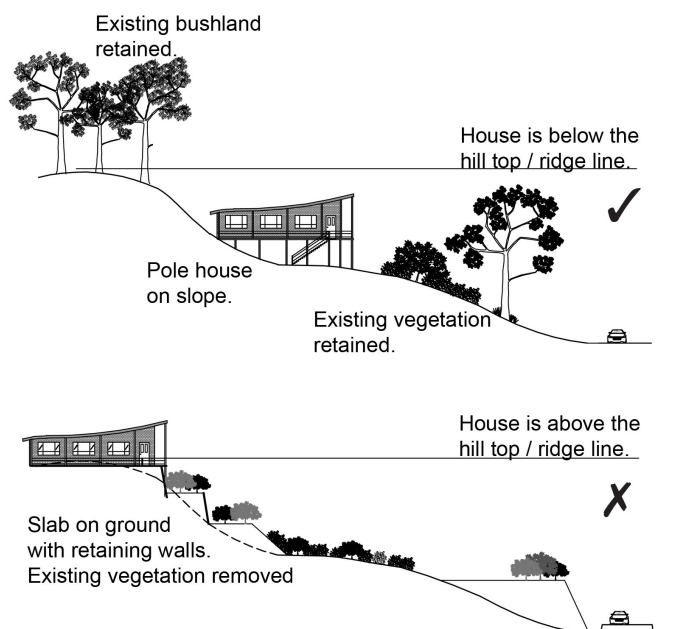 Existing bushland
retained.
House is below the
hill top / ridge line.
Pole house
on slope.
Existing vegetation
retained.
House is above the
hill top / ridge line.
Slab on ground
with retaining walls.
Existing vegetation removed